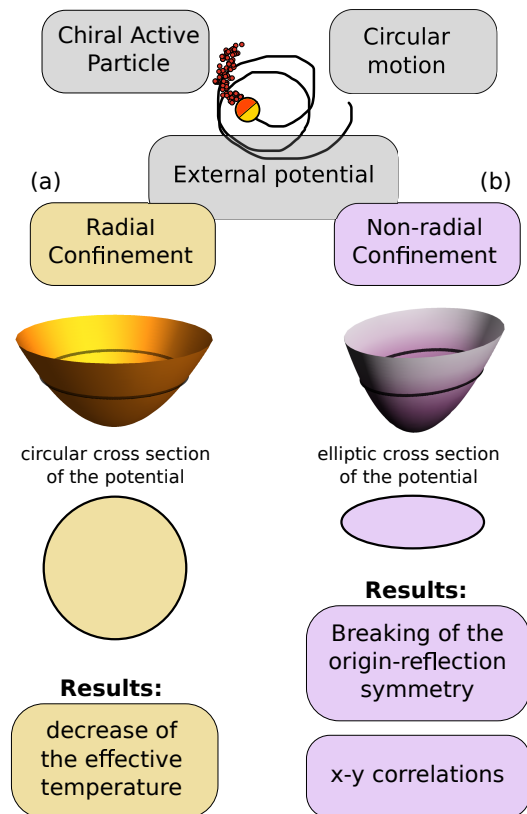 Chiral Active
Particle
Circular
motion
External potential
(a)
(b)
Radial
Confinement
Non-radial
Confinement
circular cross section
of the potential
elliptic cross section
of the potential
Results:
decrease of
the effective
temperature
Results:
Breaking of the
origin-reflection
symmetry
x-y correlations